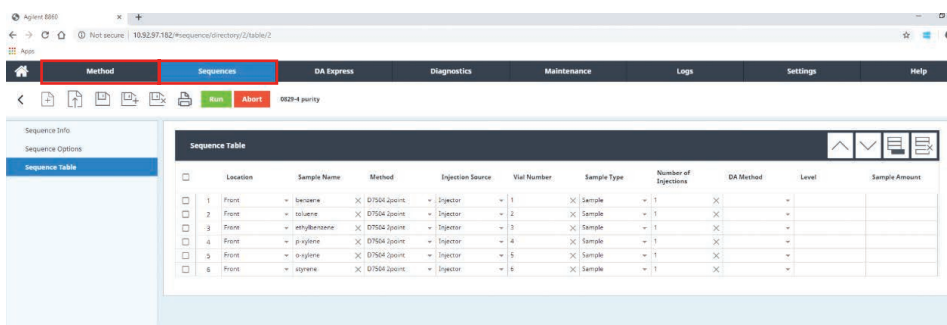 Agilent 8860
Not secure 10.92.97.182/#sequence/directory/2/table/2
Apps
Method Sequences DA Express Diagnostics Maintenance Logs Settings Help
Run Abort 0829-4 purity
Sequence Info
Sequence Options
Sequence Table
Sequence Table
Location Sample Name Method Injection Source Vial Number Sample Type Number of Injections DA Method Level Sample Amount
1 Front benzene D7504 2point Injector 1 Sample 1
2 Front toluene D7504 2point Injector 2 Sample 1
3 Front ethylbenzene D7504 2point Injector 3 Sample 1
4 Front p-xylene D7504 2point Injector 4 Sample 1
5 Front o-xylene D7504 2point Injector 5 Sample 1
6 Front styrene D7504 2point Injector 6 Sample 1